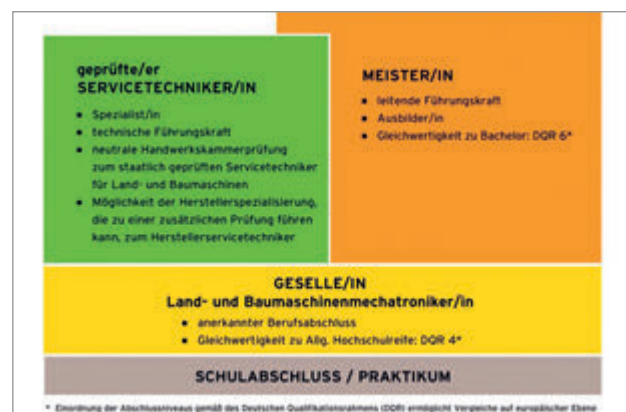 geprüfte/er
SERVICETECHNIKER/IN
• Spezialist/in
• technische Führungskraft
• neutrale Handwerkskammerprüfung
zum staatlich geprüften Servicetechniker
für Land- und Baumaschinen
• Möglichkeit der Herstellerspezialisierung,
die zu einer zusätzlichen Prüfung führen
kann, zum Herstellerservicetechniker
MEISTER/IN
• leitende Führungskraft
• Ausbilder/in
• Gleichwertigkeit zu Bachelor: DQR 6*
GESELLE/IN
Land- und Baumaschinenmechatroniker/in
• anerkannter Berufsabschluss
• Gleichwertigkeit zu Allg. Hochschulreife: DQR 4*
SCHULABSCHLUSS / PRAKTIKUM
* Einordnung der Abschlussniveaus gemäß des Deutschen Qualifikationsrahmens (DQR) ermöglicht Vergleiche auf europäischer Ebene